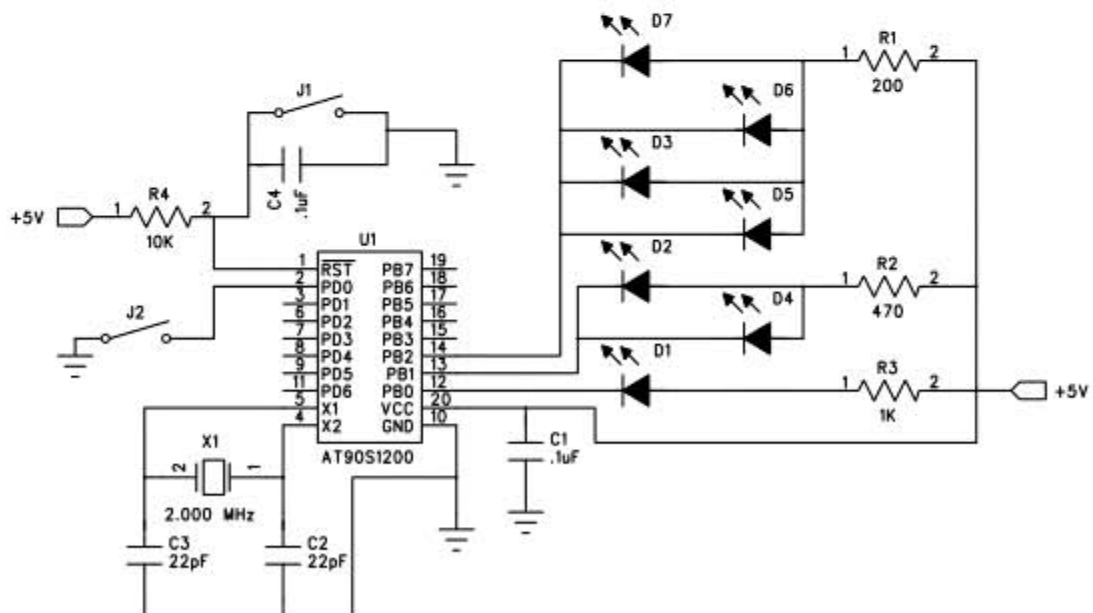 D7
1 R1 2
200
D6
J1
D3
C4
.1uF
D5
+5V
1 R4 2
10K
U1
D2
1 R2 2
470
D4
1 RST PB7 19
2 PD0 PB6 18
3 PD1 PB5 17
6 PD2 PB4 16
7 PD3 PB3 15
8 PD4 PB2 14
9 PD5 PB1 13
11 PD6 PB0 12
5 X1 VCC 20
4 X2 GND 10
AT90S1200
J2
D1
1 R3 2
1K
+5V
C1
.1uF
X1
2 1
2.000 MHz
C3
22pF
C2
22pF